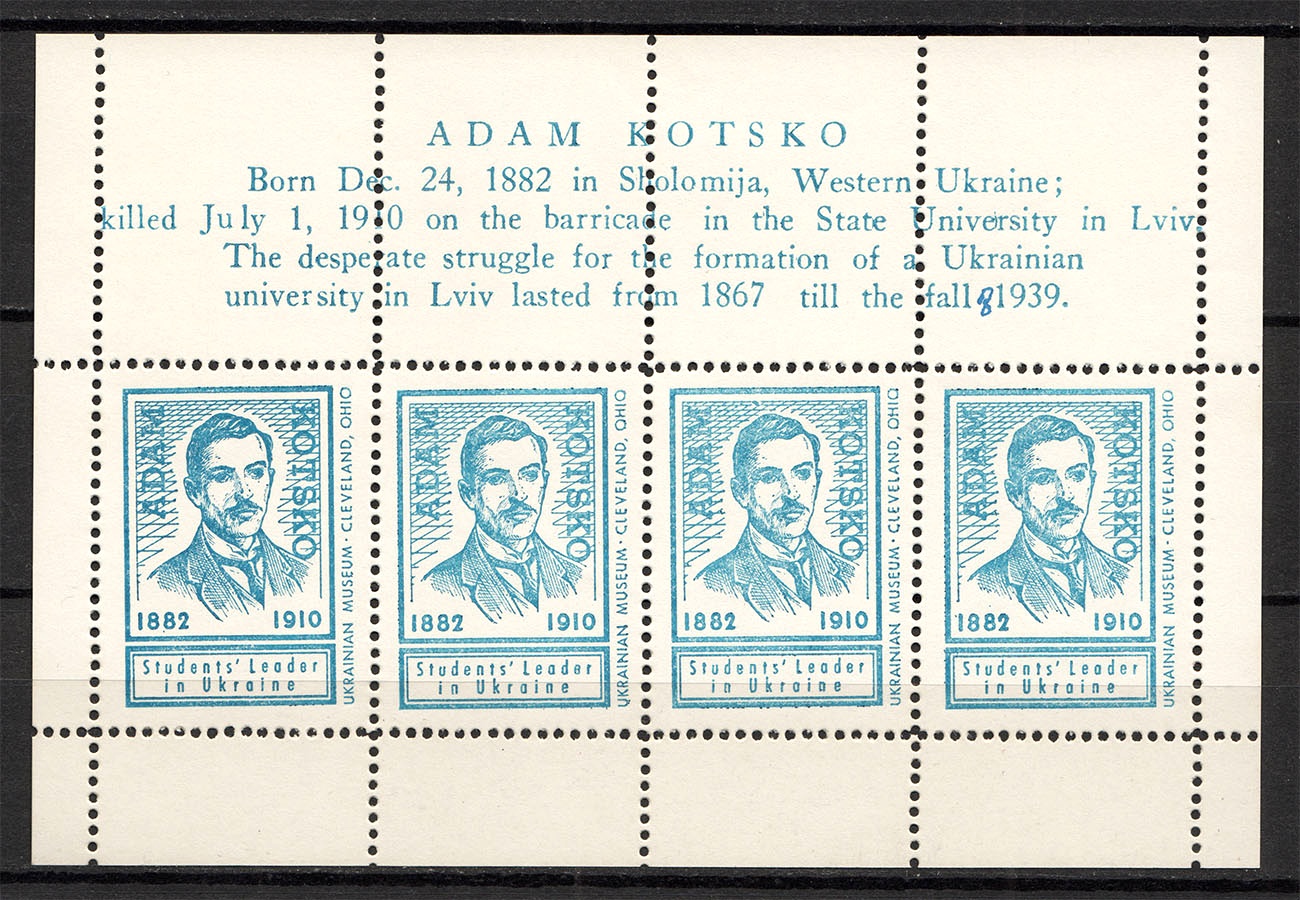 ADAM KOTSKO
Born Dec. 24, 1882 in Sholomija, Western Ukraine;
killed July 1, 1910 on the barricade in the State University in Lviv.
The desperate struggle for the formation of a Ukrainian
university in Lviv lasted from 1867 till the fall 1939.
ADAM
KOTSKO
1882 1910
Students' Leader
in Ukraine
UKRAINIAN MUSEUM · CLEVELAND, OHIO
ADAM
KOTSKO
1882 1910
Students' Leader
in Ukraine
UKRAINIAN MUSEUM · CLEVELAND, OHIO
ADAM
KOTSKO
1882 1910
Students' Leader
in Ukraine
UKRAINIAN MUSEUM · CLEVELAND, OHIO
ADAM
KOTSKO
1882 1910
Students' Leader
in Ukraine
UKRAINIAN MUSEUM · CLEVELAND, OHIO